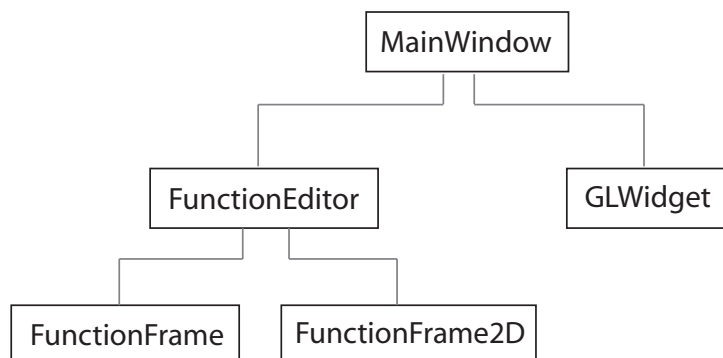 MainWindow
FunctionEditor
GLWidget
FunctionFrame
FunctionFrame2D